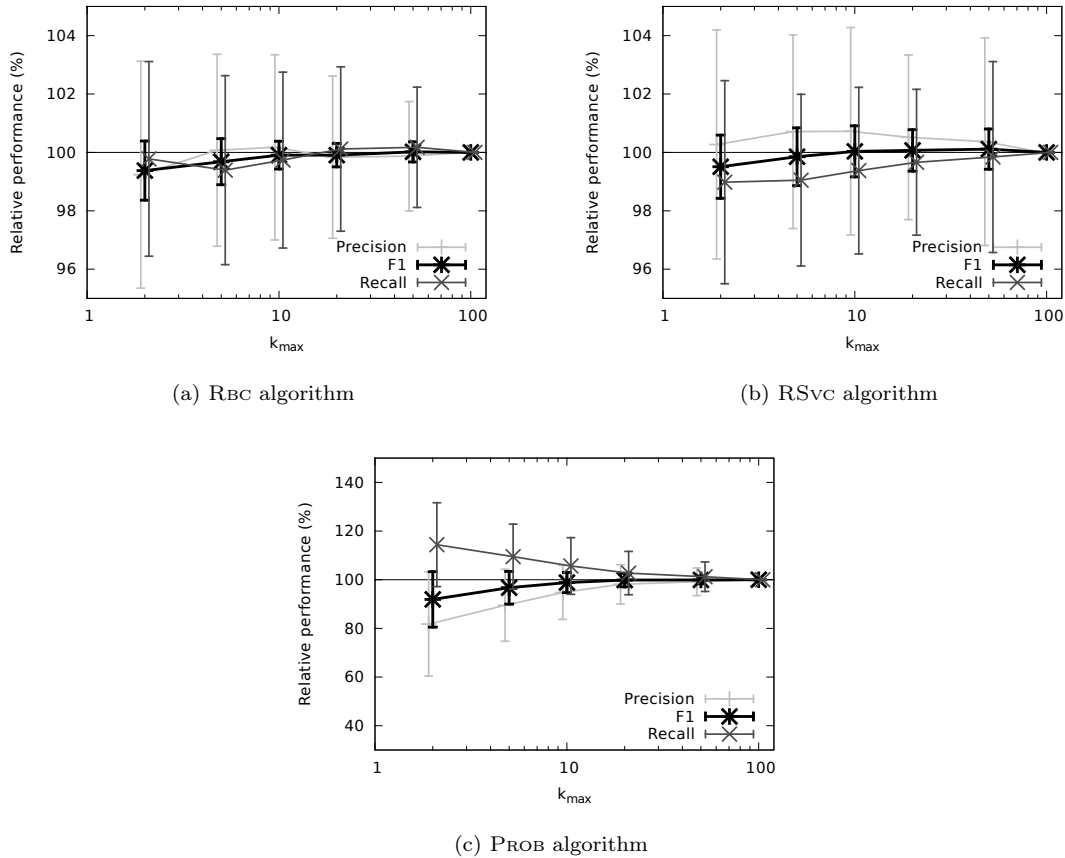 104
102
100
98
96
Relative performance (%)
Precision
F1
Recall
1
10
100
kmax
(a) RBC algorithm
104
102
100
98
96
Relative performance (%)
Precision
F1
Recall
1
10
100
kmax
(b) RSVC algorithm
140
120
100
80
60
40
Relative performance (%)
Precision
F1
Recall
1
10
100
kmax
(c) PROB algorithm